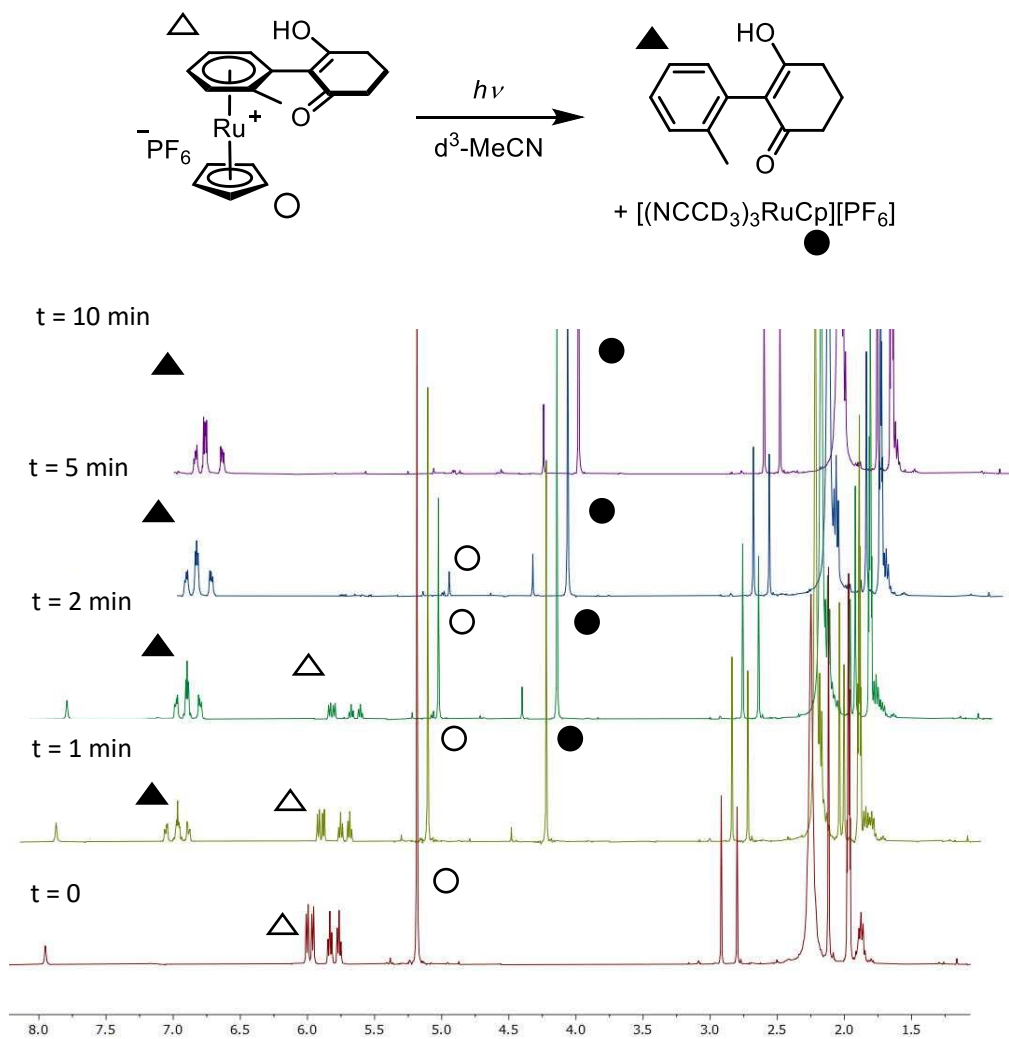 HO
HO
hν
O
Ru
+
d³-MeCN
−
PF₆
O
+ [(NCCD₃)₃RuCp][PF₆]
t = 10 min
t = 5 min
t = 2 min
t = 1 min
t = 0
8.0 7.5 7.0 6.5 6.0 5.5 5.0 4.5 4.0 3.5 3.0 2.5 2.0 1.5